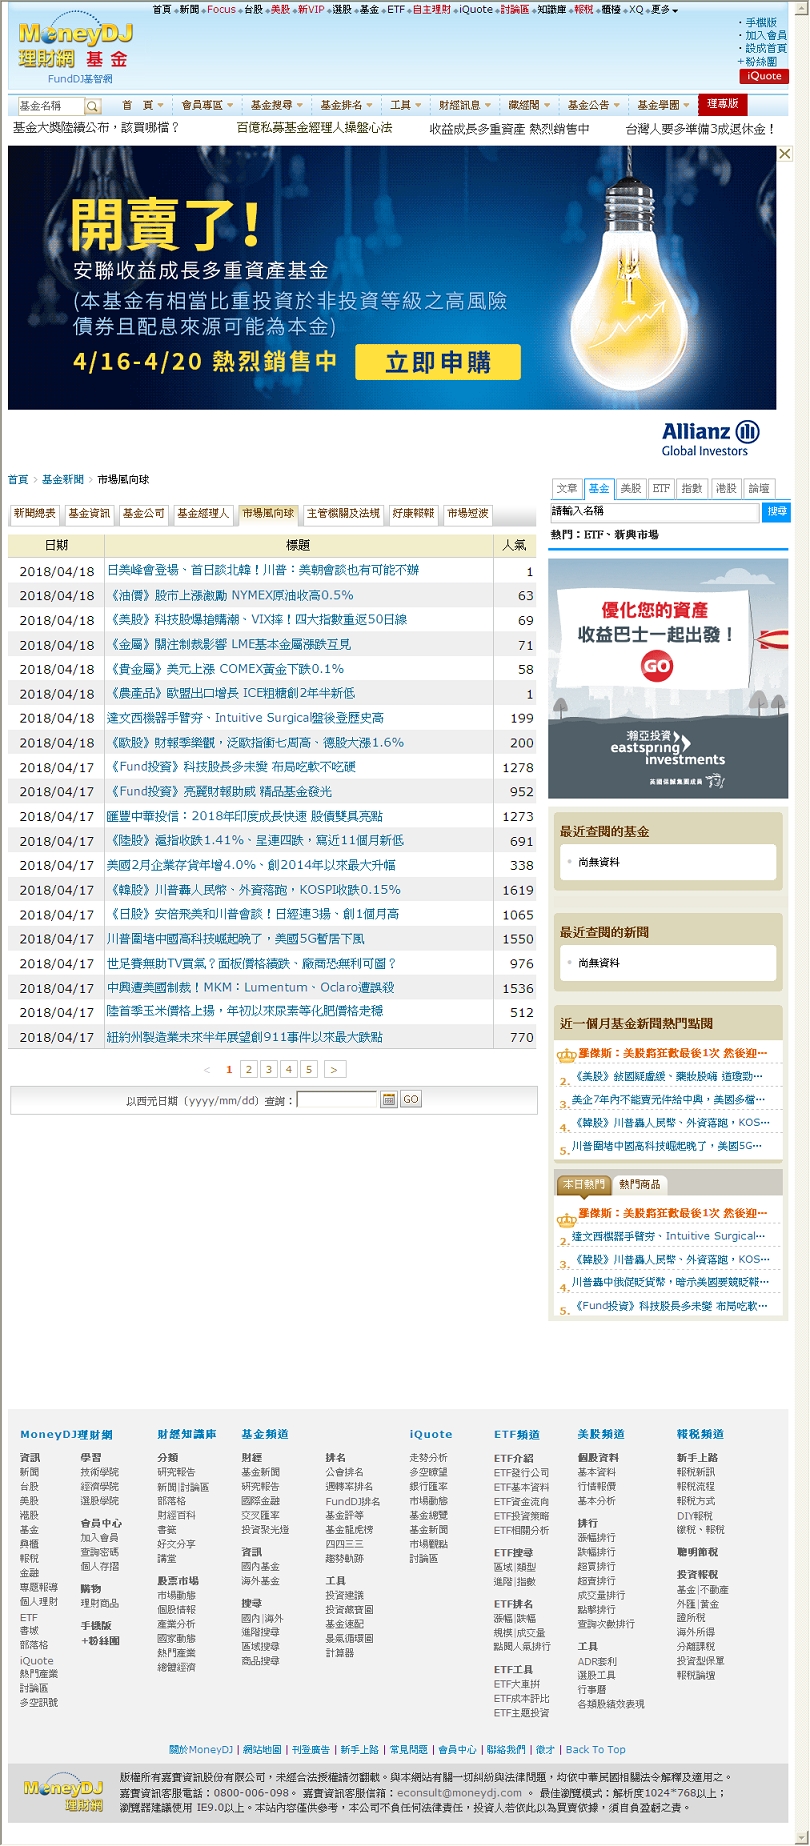 首頁 新聞 Focus 台股 美股 新VIP 選股 基金 ETF 自主理財 iQuote 討論區 知識庫 報稅 櫃檯 XQ 更多
MoneyDJ
理財網 基金
FundDJ基智網
手機版
加入會員
設成首頁
+粉絲團
iQuote
基金名稱 首 頁 會員專區 基金搜尋 基金排名 工具 財經訊息 藏經閣 基金公告 基金學園 理專版
基金大獎陸續公布，該買哪檔？ 百億私募基金經理人操盤心法 收益成長多重資產 熱烈銷售中 台灣人要多準備3成退休金！
開賣了!
安聯收益成長多重資產基金
(本基金有相當比重投資於非投資等級之高風險
債券且配息來源可能為本金)
4/16-4/20 熱烈銷售中 立即申購
Allianz
Global Investors
首頁 > 基金新聞 > 市場風向球
新聞總表 基金資訊 基金公司 基金經理人 市場風向球 主管機關及法規 好康報報 市場短波
日期 標題 人氣
2018/04/18 日美峰會登場、首日談北韓！川普：美朝會談也有可能不辦 1
2018/04/18 《油價》股市上漲激勵 NYMEX原油收高0.5% 63
2018/04/18 《美股》科技股爆搶購潮、VIX摔！四大指數重返50日線 69
2018/04/18 《金屬》關注制裁影響 LME基本金屬漲跌互見 71
2018/04/18 《貴金屬》美元上漲 COMEX黃金下跌0.1% 58
2018/04/18 《農產品》歐盟出口增長 ICE粗糖創2年半新低 1
2018/04/18 達文西機器手臂夯、Intuitive Surgical盤後登歷史高 199
2018/04/18 《歐股》財報季樂觀，泛歐指衝七周高、德股大漲1.6% 200
2018/04/17 《Fund投資》科技股長多未變 布局吃軟不吃硬 1278
2018/04/17 《Fund投資》亮麗財報助威 精品基金發光 952
2018/04/17 匯豐中華投信：2018年印度成長快速 股債雙具亮點 1273
2018/04/17 《陸股》滬指收跌1.41%、呈連四跌，寫近11個月新低 691
2018/04/17 美國2月企業存貨年增4.0%、創2014年以來最大升幅 338
2018/04/17 《韓股》川普轟人民幣、外資落跑，KOSPI收跌0.15% 1619
2018/04/17 《日股》安倍飛美和川普會談！日經連3揚、創1個月高 1065
2018/04/17 川普圍堵中國高科技崛起晚了，美國5G暫居下風 1550
2018/04/17 世足賽無助TV買氣？面板價格續跌、廠商恐無利可圖？ 976
2018/04/17 中興遭美國制裁！MKM：Lumentum、Oclaro遭誤殺 1536
2018/04/17 陸首季玉米價格上揚，年初以來尿素等化肥價格走穩 512
2018/04/17 紐約州製造業未來半年展望創911事件以來最大跌點 770
< 1 2 3 4 5 >
以西元日期（yyyy/mm/dd）查詢： GO
文章 基金 美股 ETF 指數 港股 論壇
請輸入名稱 搜尋
熱門：ETF、新興市場
優化您的資產
收益巴士一起出發！
GO
瀚亞投資
eastspring
investments
英國保誠集團成員
最近查閱的基金
尚無資料
最近查閱的新聞
尚無資料
近一個月基金新聞熱門點閱
羅傑斯：美股將狂歡最後1次 然後迎…
2. 《美股》敘國疑慮緩、藥妝股嗨 道瓊勁…
3. 美企7年內不能賣元件給中興，美國多檔…
4. 《韓股》川普轟人民幣、外資落跑，KOS…
5. 川普圍堵中國高科技崛起晚了，美國5G…
本日熱門 熱門商品
羅傑斯：美股將狂歡最後1次 然後迎…
2. 達文西機器手臂夯、Intuitive Surgical…
3. 《韓股》川普轟人民幣、外資落跑，KOS…
4. 川普轟中俄促貶貨幣，暗示美國要競貶報…
5. 《Fund投資》科技股長多未變 布局吃軟…
MoneyDJ理財網
資訊
新聞
台股
美股
港股
基金
興櫃
報稅
金融
專題報導
個人理財
ETF
書城
部落格
iQuote
熱門產業
討論區
多空訊號
學習
技術學院
經濟學院
選股學院
會員中心
加入會員
查詢密碼
個人存摺
購物
理財商品
手機版
+粉絲團
財經知識庫
分類
研究報告
新聞|討論區
部落格
財經百科
書籤
好文分享
講堂
股票市場
市場動態
個股情報
產業分析
國家動態
熱門產業
總體經濟
基金頻道
財經
基金新聞
研究報告
國際金融
交叉匯率
投資聚光燈
資訊
國內基金
海外基金
搜尋
國內|海外
進階搜尋
區域搜尋
商品搜尋
排名
公會排名
週轉率排名
FundDJ排名
基金評等
基金龍虎榜
四四三三
趨勢軌跡
工具
投資建議
投資藏寶圖
基金速配
景氣循環圖
計算器
iQuote
走勢分析
多空瞭望
銀行匯率
市場動態
基金總覽
基金新聞
市場觀點
討論區
ETF頻道
ETF介紹
ETF發行公司
ETF基本資料
ETF資金流向
ETF投資策略
ETF相關分析
ETF搜尋
區域|類型
進階|指數
ETF排名
漲幅|跌幅
規模|成交量
點閱人氣排行
ETF工具
ETF大車拚
ETF成本評比
ETF主題投資
美股頻道
個股資料
基本資料
行情報價
基本分析
排行
漲幅排行
跌幅排行
超買排行
超賣排行
成交量排行
點擊排行
查詢次數排行
工具
ADR套利
選股工具
行事曆
各類股績效表現
報稅頻道
新手上路
報稅新訊
報稅流程
報稅方式
DIY報稅
繳稅、報稅
聰明節稅
投資報稅
基金|不動產
外匯|黃金
證所稅
海外所得
分離課稅
投資型保單
報稅論壇
關於MoneyDJ | 網站地圖 | 刊登廣告 | 新手上路 | 常見問題 | 會員中心 | 聯絡我們 | 徵才 | Back To Top
MoneyDJ
理財網
版權所有嘉實資訊股份有限公司，未經合法授權請勿翻載。與本網站有關一切糾紛與法律問題，均依中華民國相關法令解釋及適用之。
嘉實資訊客服電話：0800-006-098。 嘉實資訊客服信箱：econsult@moneydj.com 。 最佳瀏覽模式：解析度1024*768以上；
瀏覽器建議使用 IE9.0以上。本站內容僅供參考，本公司不負任何法律責任，投資人若依此以為買賣依據，須自負盈虧之責。